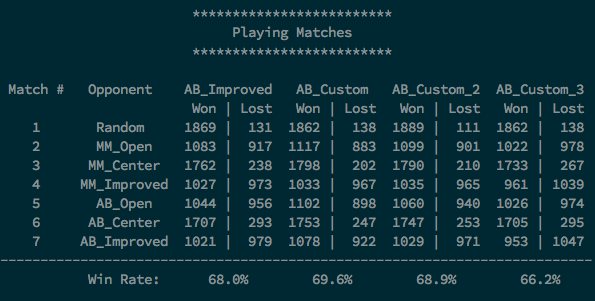 *************************
Playing Matches
*************************
Match # Opponent AB_Improved AB_Custom AB_Custom_2 AB_Custom_3
Won | Lost Won | Lost Won | Lost Won | Lost
1 Random 1869 | 131 1862 | 138 1889 | 111 1862 | 138
2 MM_Open 1083 | 917 1117 | 883 1099 | 901 1022 | 978
3 MM_Center 1762 | 238 1798 | 202 1790 | 210 1733 | 267
4 MM_Improved 1027 | 973 1033 | 967 1035 | 965 961 | 1039
5 AB_Open 1044 | 956 1102 | 898 1060 | 940 1026 | 974
6 AB_Center 1707 | 293 1753 | 247 1747 | 253 1705 | 295
7 AB_Improved 1021 | 979 1078 | 922 1029 | 971 953 | 1047
--------------------------------------------------------------------------
Win Rate: 68.0% 69.6% 68.9% 66.2%